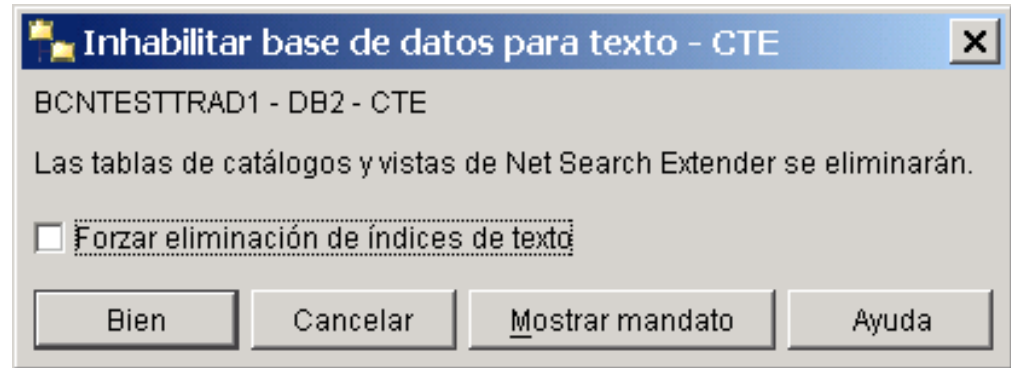 Inhabilitar base de datos para texto - CTE
BCNTESTTRAD1 - DB2 - CTE
Las tablas de catálogos y vistas de Net Search Extender se eliminarán.
Forzar eliminación de índices de texto
Bien Cancelar Mostrar mandato Ayuda